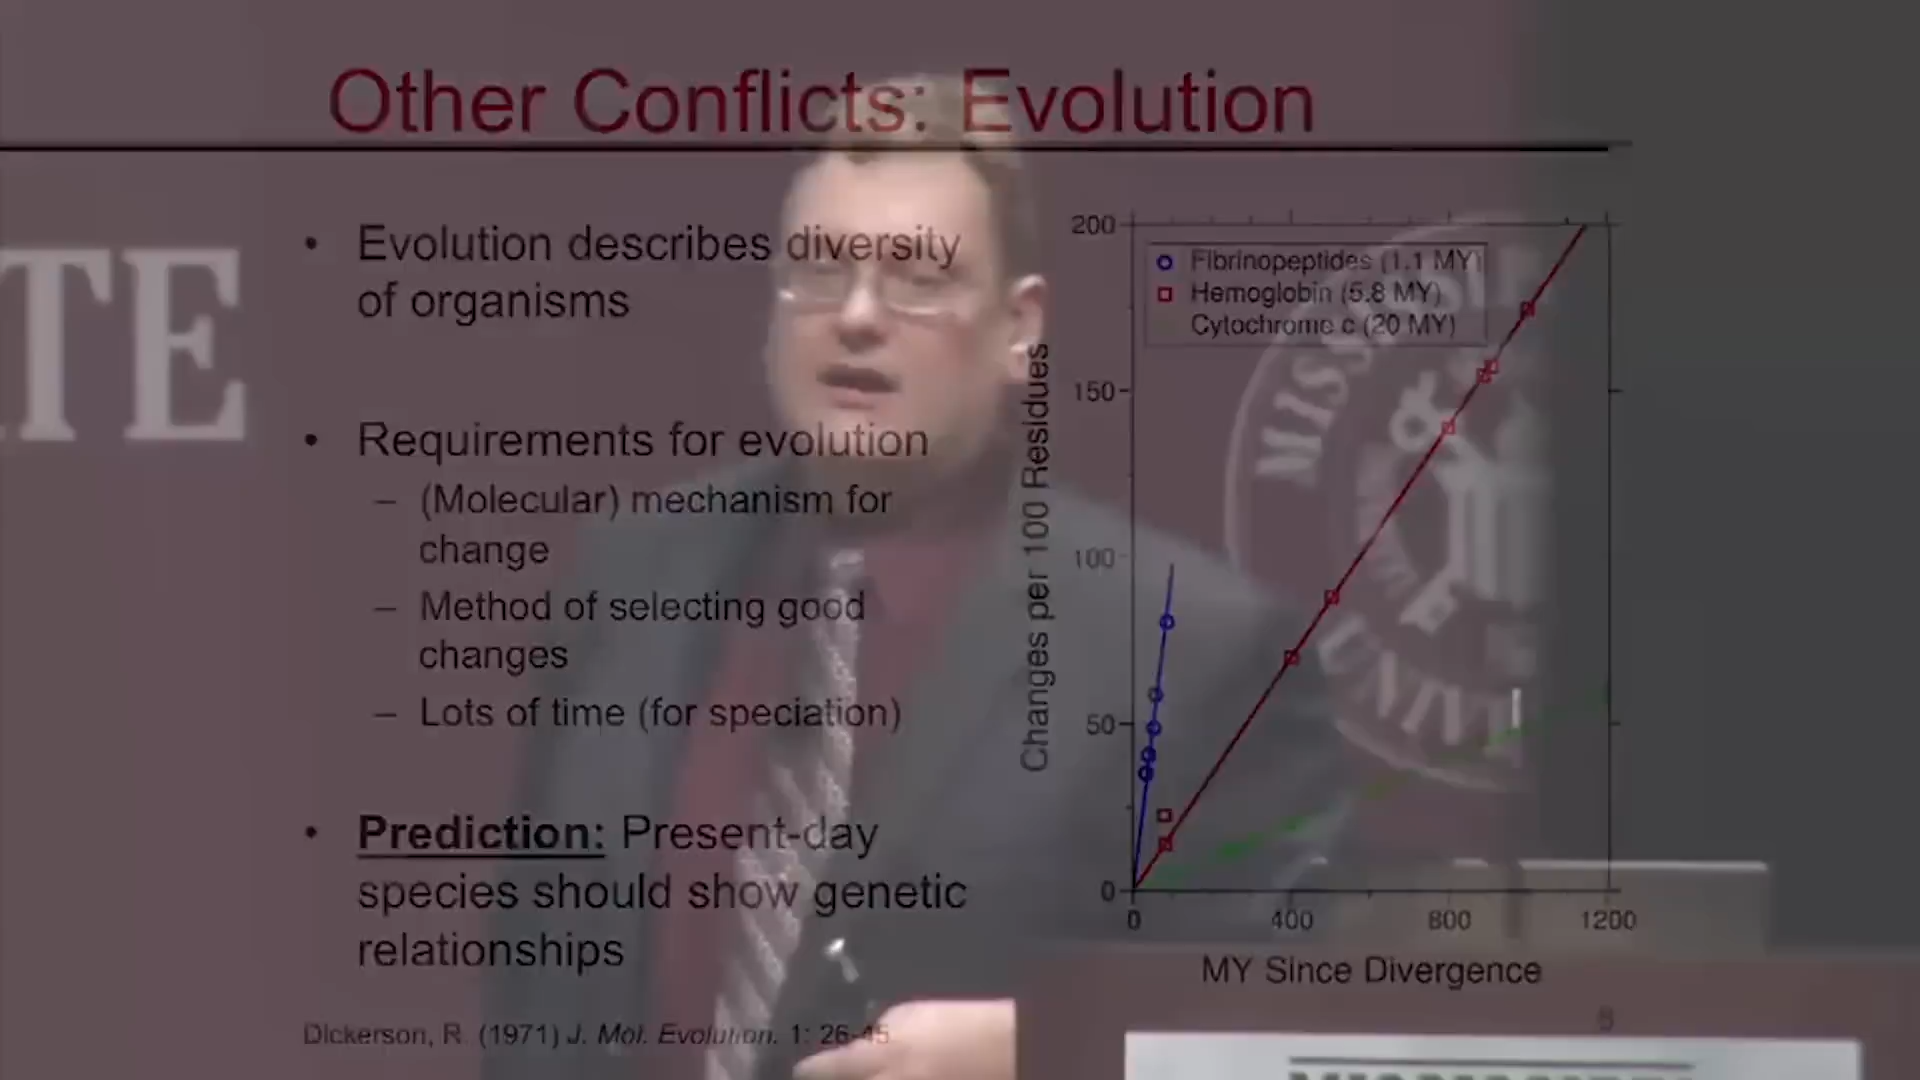 Other Conflicts: Evolution
TE
• Evolution describes diversity
of organisms
• Requirements for evolution
– (Molecular) mechanism for
change
– Method of selecting good
changes
– Lots of time (for speciation)
• Prediction: Present-day
species should show genetic
relationships
Dickerson, R. (1971) J. Mol. Evolution. 1: 26-45
Changes per 100 Residues
200
150
100
50
0
Fibrinopeptides (1.1 MY)
Hemoglobin (5.8 MY)
Cytochrome c (20 MY)
0 400 800 1200
MY Since Divergence
MISS
UNIV